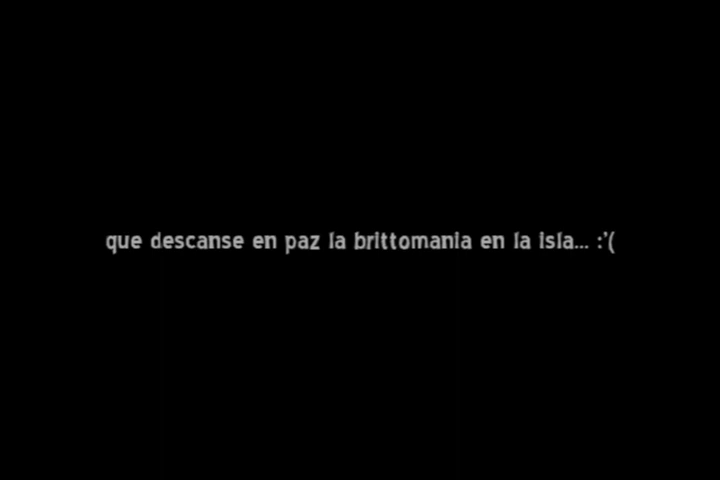 que descanse en paz la brittomania en la isla... :'(